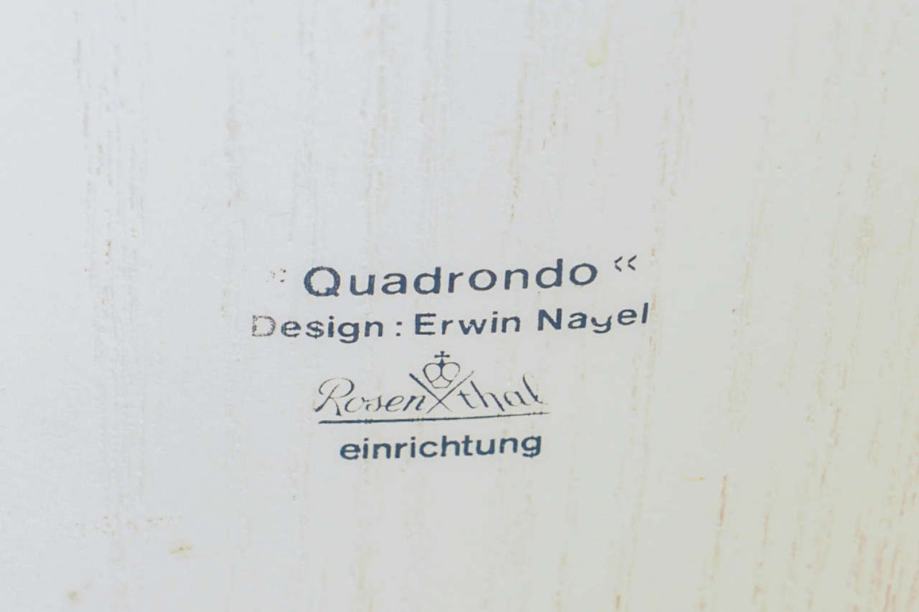 "Quadrondo"
Design: Erwin Nagel
Rosenthal
einrichtung